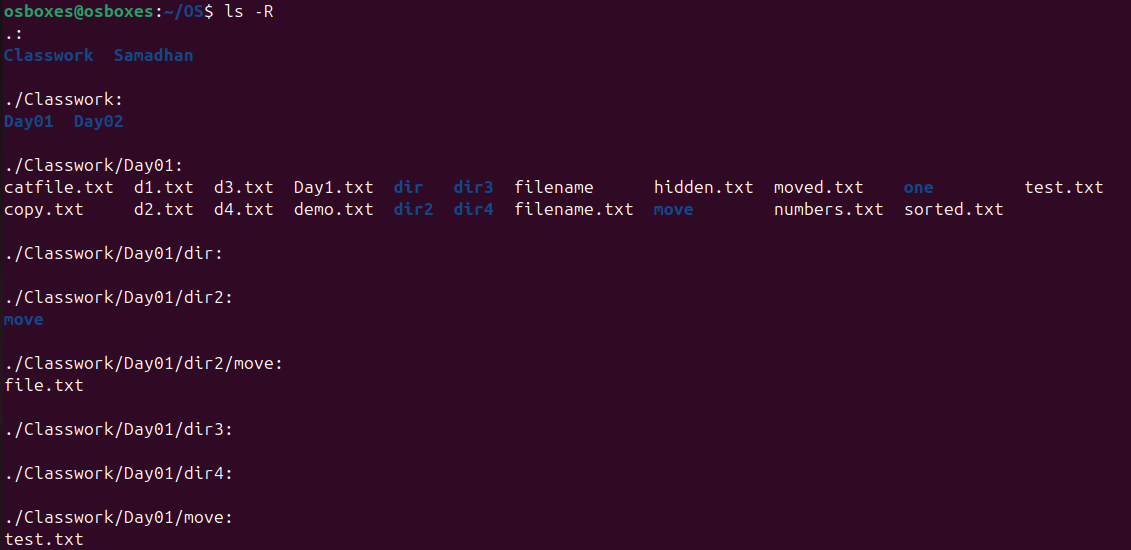 osboxes@osboxes:~/OS$ ls -R
.:
Classwork  Samadhan
./Classwork:
Day01  Day02
./Classwork/Day01:
catfile.txt  d1.txt  d3.txt  Day1.txt  dir   dir3  filename      hidden.txt  moved.txt    one         test.txt
copy.txt     d2.txt  d4.txt  demo.txt  dir2  dir4  filename.txt  move        numbers.txt  sorted.txt
./Classwork/Day01/dir:
./Classwork/Day01/dir2:
move
./Classwork/Day01/dir2/move:
file.txt
./Classwork/Day01/dir3:
./Classwork/Day01/dir4:
./Classwork/Day01/move:
test.txt